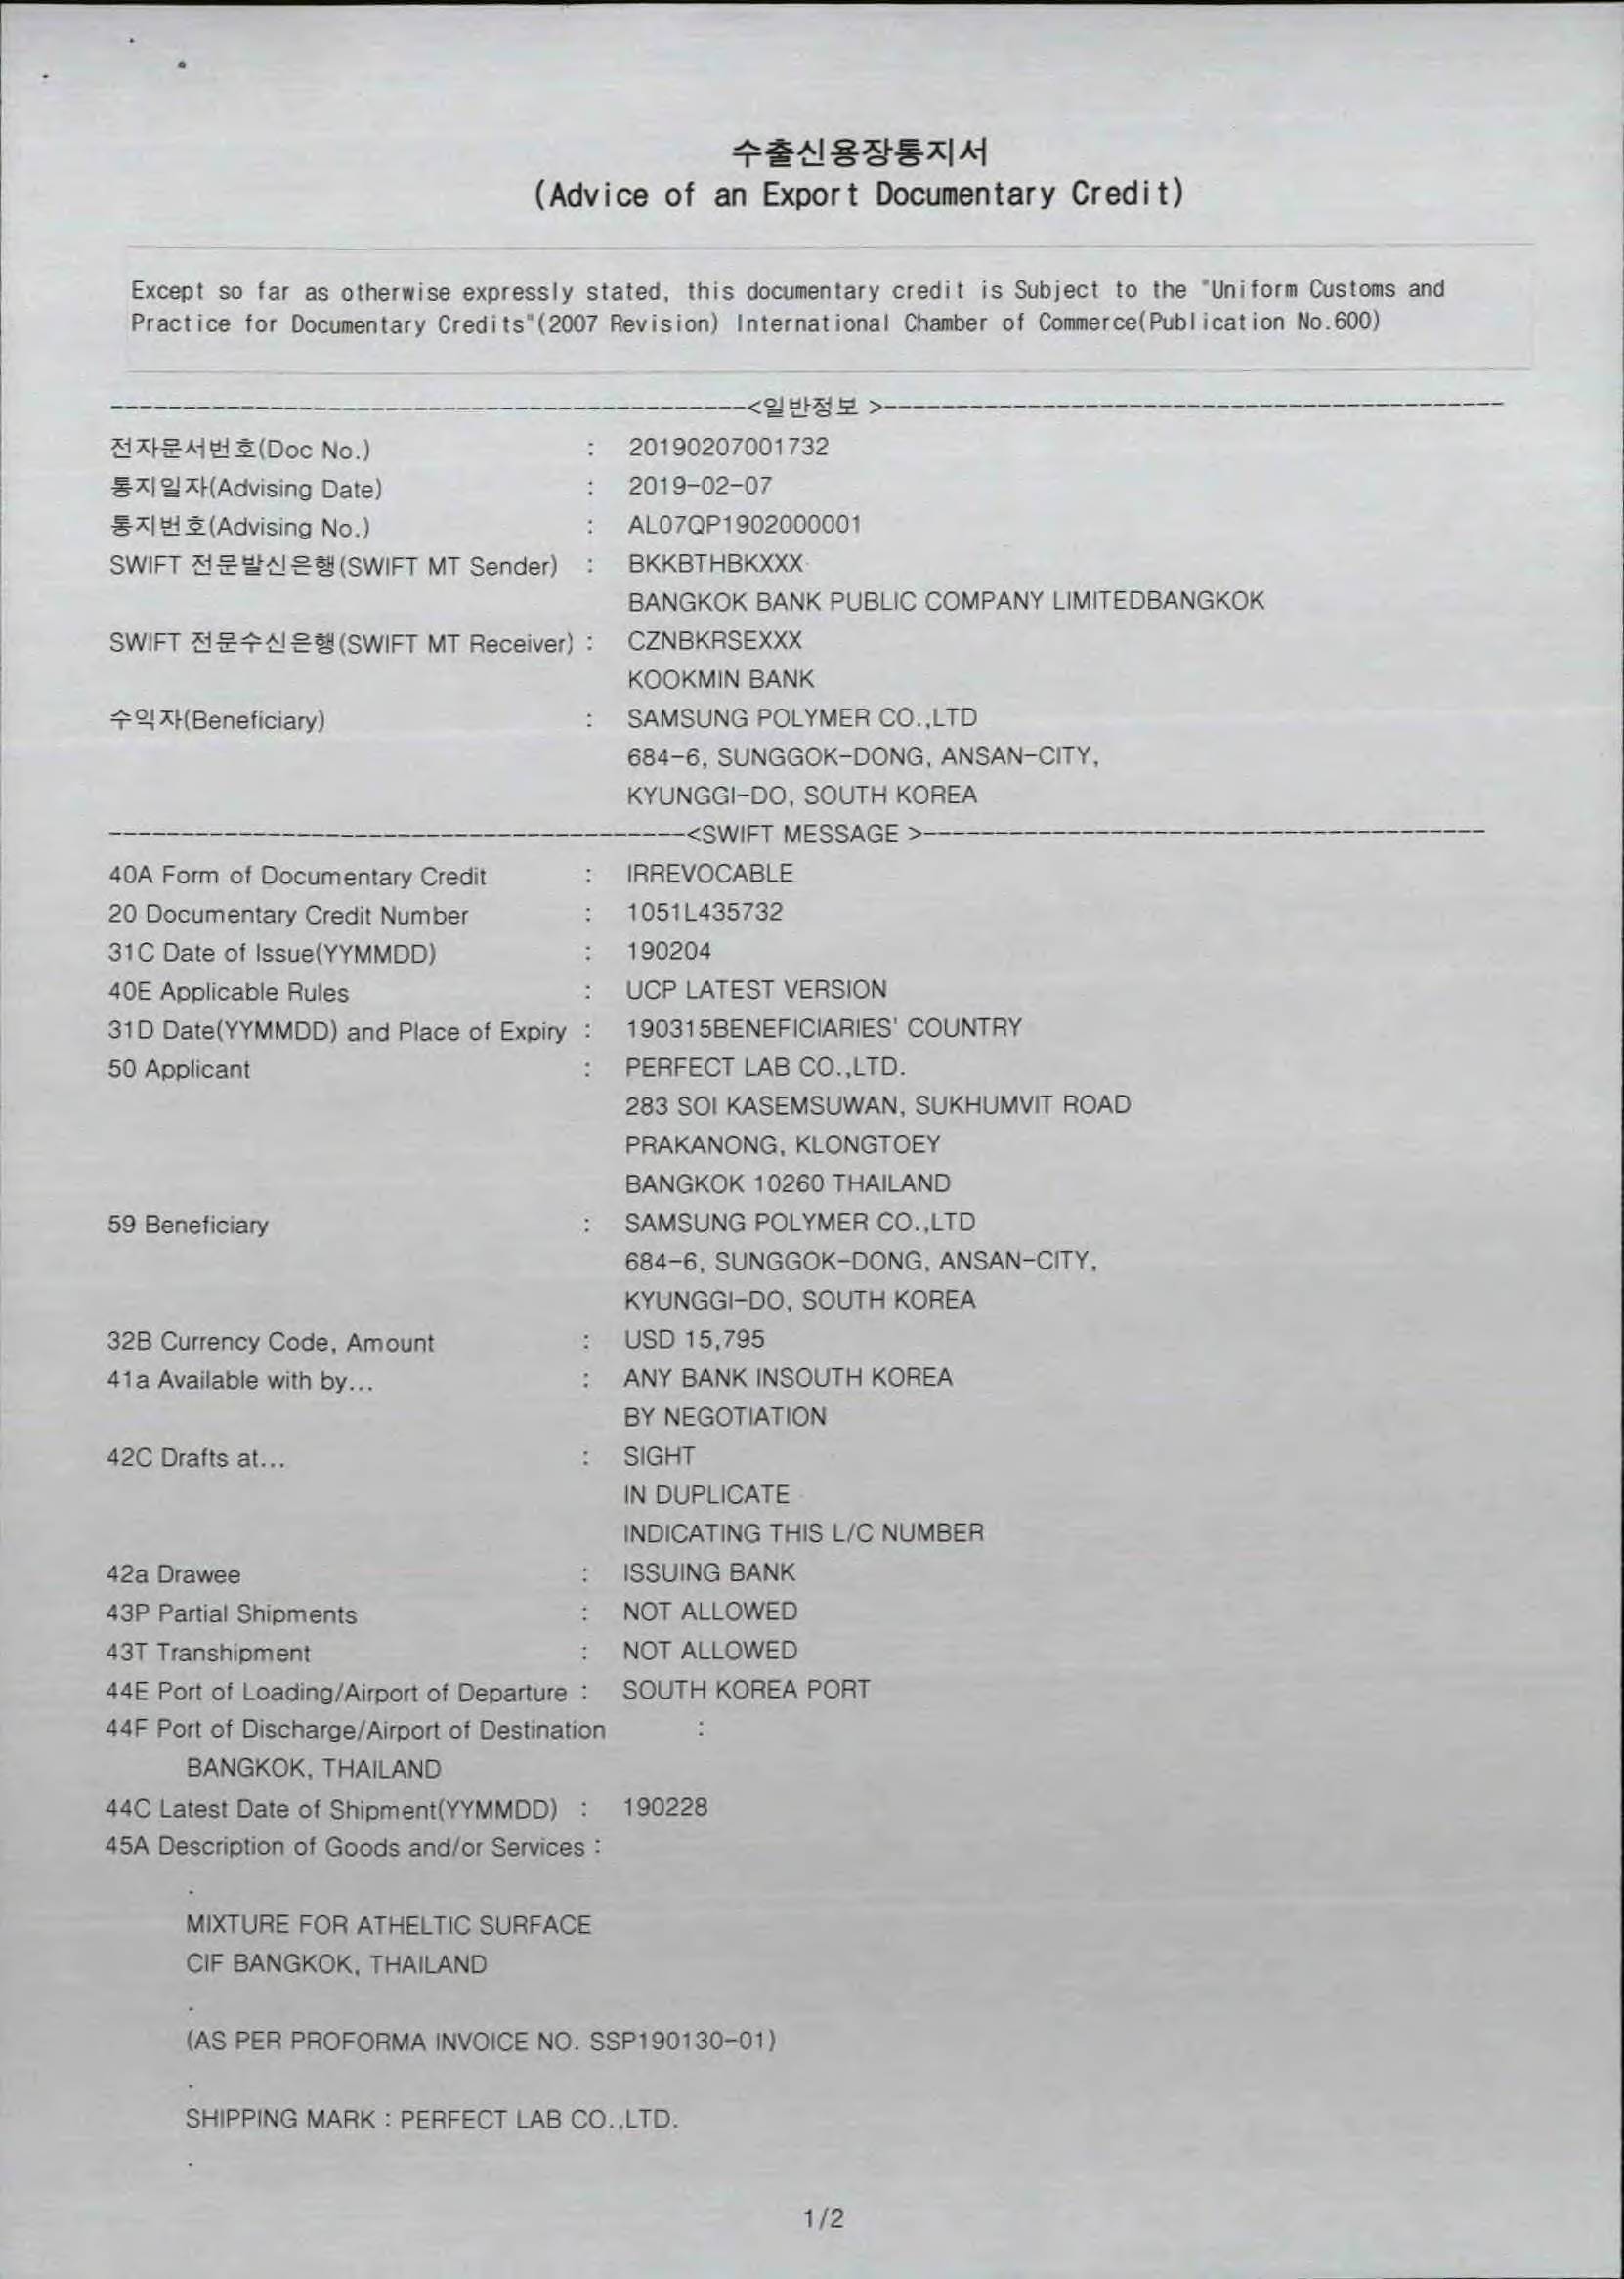 수출신용장통지서
(Advice of an Export Documentary Credit)
Except so far as otherwise expressly stated, this documentary credit is Subject to the "Uniform Customs and
Practice for Documentary Credits"(2007 Revision) International Chamber of Commerce(Publication No.600)
--------------------------------------------<일반정보 >--------------------------------------------
전자문서번호(Doc No.) : 20190207001732
통지일자(Advising Date) : 2019-02-07
통지번호(Advising No.) : AL07QP1902000001
SWIFT 전문발신은행(SWIFT MT Sender) : BKKBTHBKXXX
BANGKOK BANK PUBLIC COMPANY LIMITEDBANGKOK
SWIFT 전문수신은행(SWIFT MT Receiver) : CZNBKRSEXXX
KOOKMIN BANK
수익자(Beneficiary) : SAMSUNG POLYMER CO.,LTD
684-6, SUNGGOK-DONG, ANSAN-CITY,
KYUNGGI-DO, SOUTH KOREA
----------------------------------------<SWIFT MESSAGE >----------------------------------------
40A Form of Documentary Credit : IRREVOCABLE
20 Documentary Credit Number : 1051L435732
31C Date of Issue(YYMMDD) : 190204
40E Applicable Rules : UCP LATEST VERSION
31D Date(YYMMDD) and Place of Expiry : 190315BENEFICIARIES' COUNTRY
50 Applicant : PERFECT LAB CO.,LTD.
283 SOI KASEMSUWAN, SUKHUMVIT ROAD
PRAKANONG, KLONGTOEY
BANGKOK 10260 THAILAND
59 Beneficiary : SAMSUNG POLYMER CO.,LTD
684-6, SUNGGOK-DONG, ANSAN-CITY,
KYUNGGI-DO, SOUTH KOREA
32B Currency Code, Amount : USD 15,795
41a Available with by... : ANY BANK INSOUTH KOREA
BY NEGOTIATION
42C Drafts at... : SIGHT
IN DUPLICATE
INDICATING THIS L/C NUMBER
42a Drawee : ISSUING BANK
43P Partial Shipments : NOT ALLOWED
43T Transhipment : NOT ALLOWED
44E Port of Loading/Airport of Departure : SOUTH KOREA PORT
44F Port of Discharge/Airport of Destination :
BANGKOK, THAILAND
44C Latest Date of Shipment(YYMMDD) : 190228
45A Description of Goods and/or Services :
.
MIXTURE FOR ATHELTIC SURFACE
CIF BANGKOK, THAILAND
.
(AS PER PROFORMA INVOICE NO. SSP190130-01)
.
SHIPPING MARK : PERFECT LAB CO.,LTD.
.
1/2